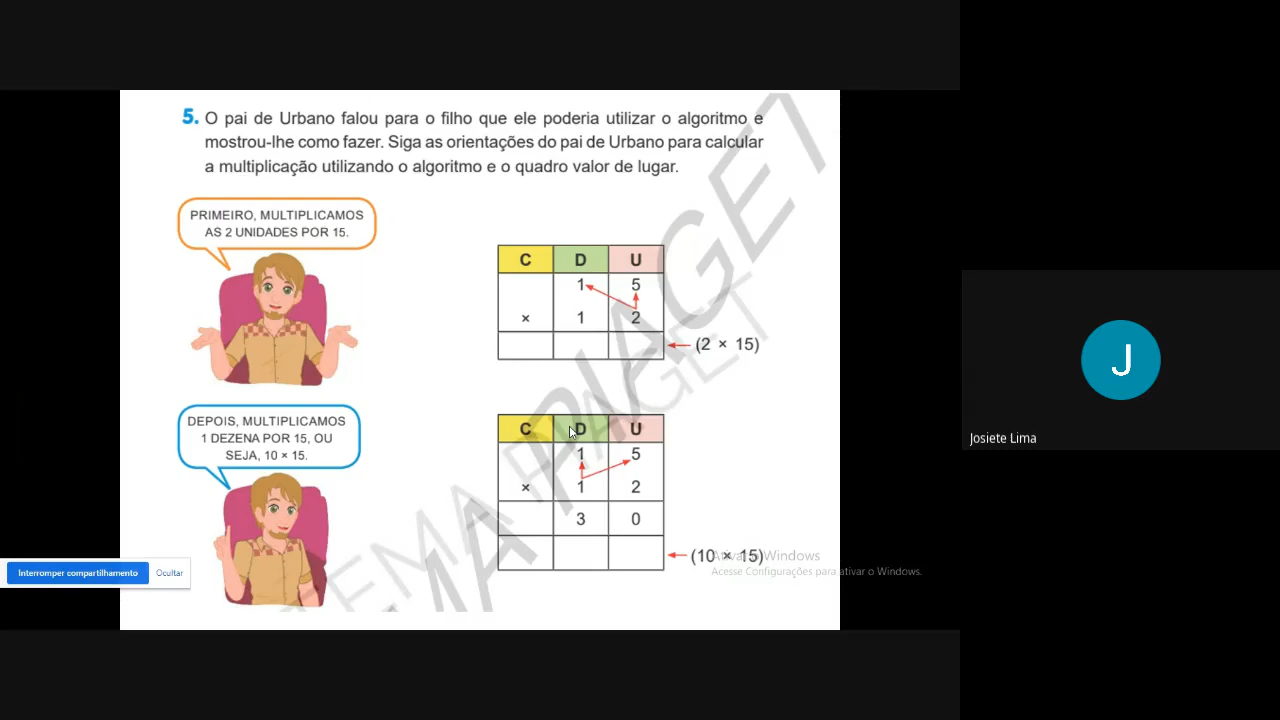 5. O pai de Urbano falou para o filho que ele poderia utilizar o algoritmo e
mostrou-lhe como fazer. Siga as orientações do pai de Urbano para calcular
a multiplicação utilizando o algoritmo e o quadro valor de lugar.
PRIMEIRO, MULTIPLICAMOS
AS 2 UNIDADES POR 15.
C D U
1 5
× 1 2
(2 × 15)
DEPOIS, MULTIPLICAMOS
1 DEZENA POR 15, OU
SEJA, 10 × 15.
C D U
1 5
× 1 2
3 0
(10 × 15)
Windows
Acesse Configurações para ativar o Windows.
Interromper compartilhamento Ocultar
J
Josiete Lima
PIAGET